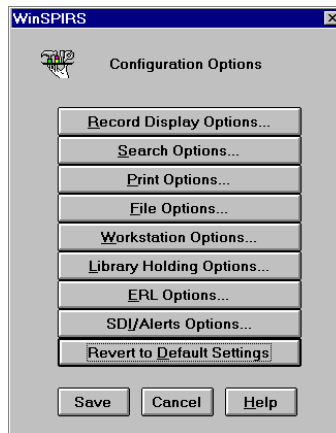 WinSPIRS
Configuration Options
Record Display Options...
Search Options...
Print Options...
File Options...
Workstation Options...
Library Holding Options...
ERL Options...
SDI/Alerts Options...
Revert to Default Settings
Save Cancel Help